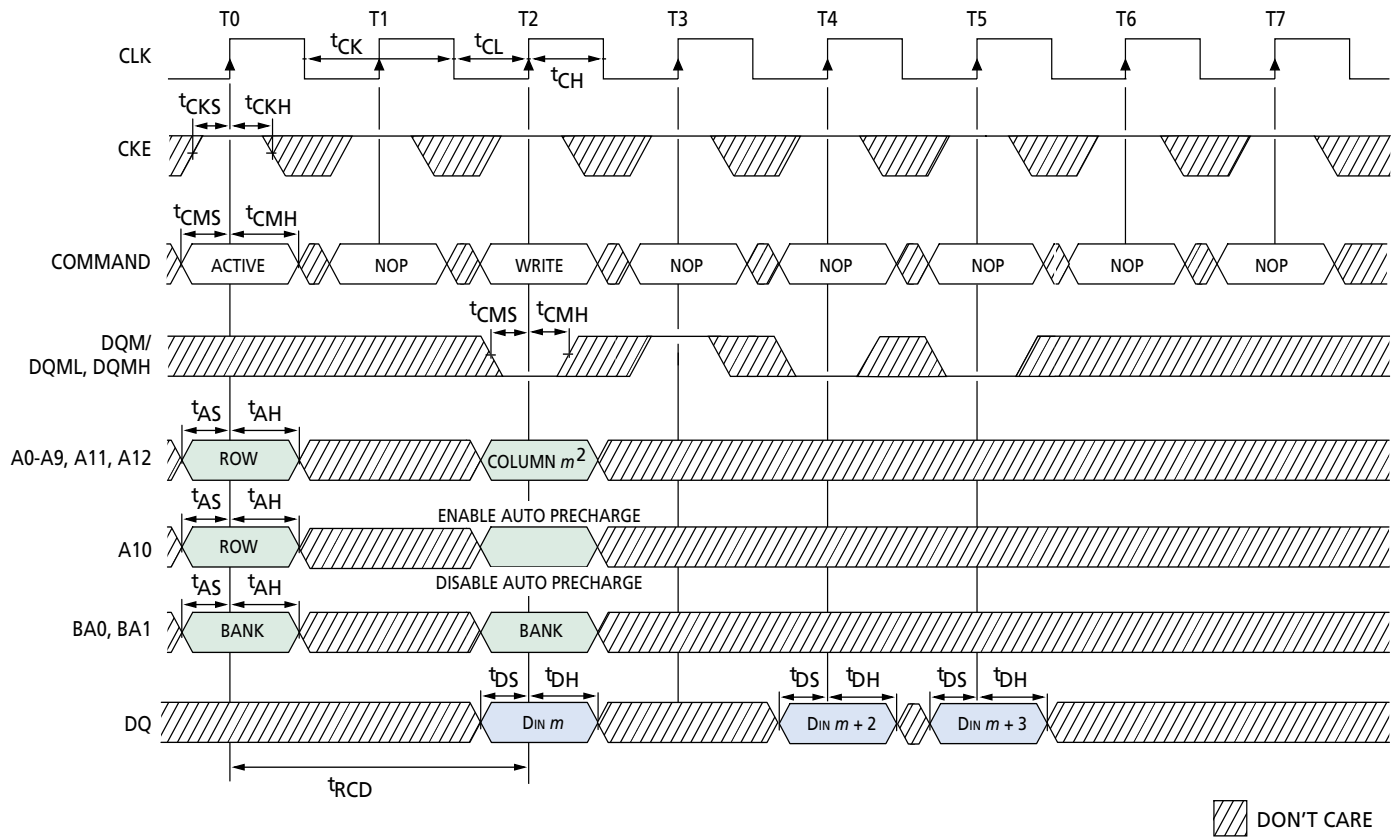 T0 T1 T2 T3 T4 T5 T6 T7
CLK
tCK tCL
tCH
tCKS tCKH
CKE
tCMS tCMH
COMMAND ACTIVE NOP WRITE NOP NOP NOP NOP NOP
tCMS tCMH
DQM/
DQML, DQMH
tAS tAH
A0-A9, A11, A12 ROW COLUMN m2
tAS tAH
ENABLE AUTO PRECHARGE
A10 ROW
DISABLE AUTO PRECHARGE
tAS tAH
BA0, BA1 BANK BANK
tDS tDH tDS tDH tDS tDH
DQ DIN m DIN m + 2 DIN m + 3
tRCD
DON'T CARE